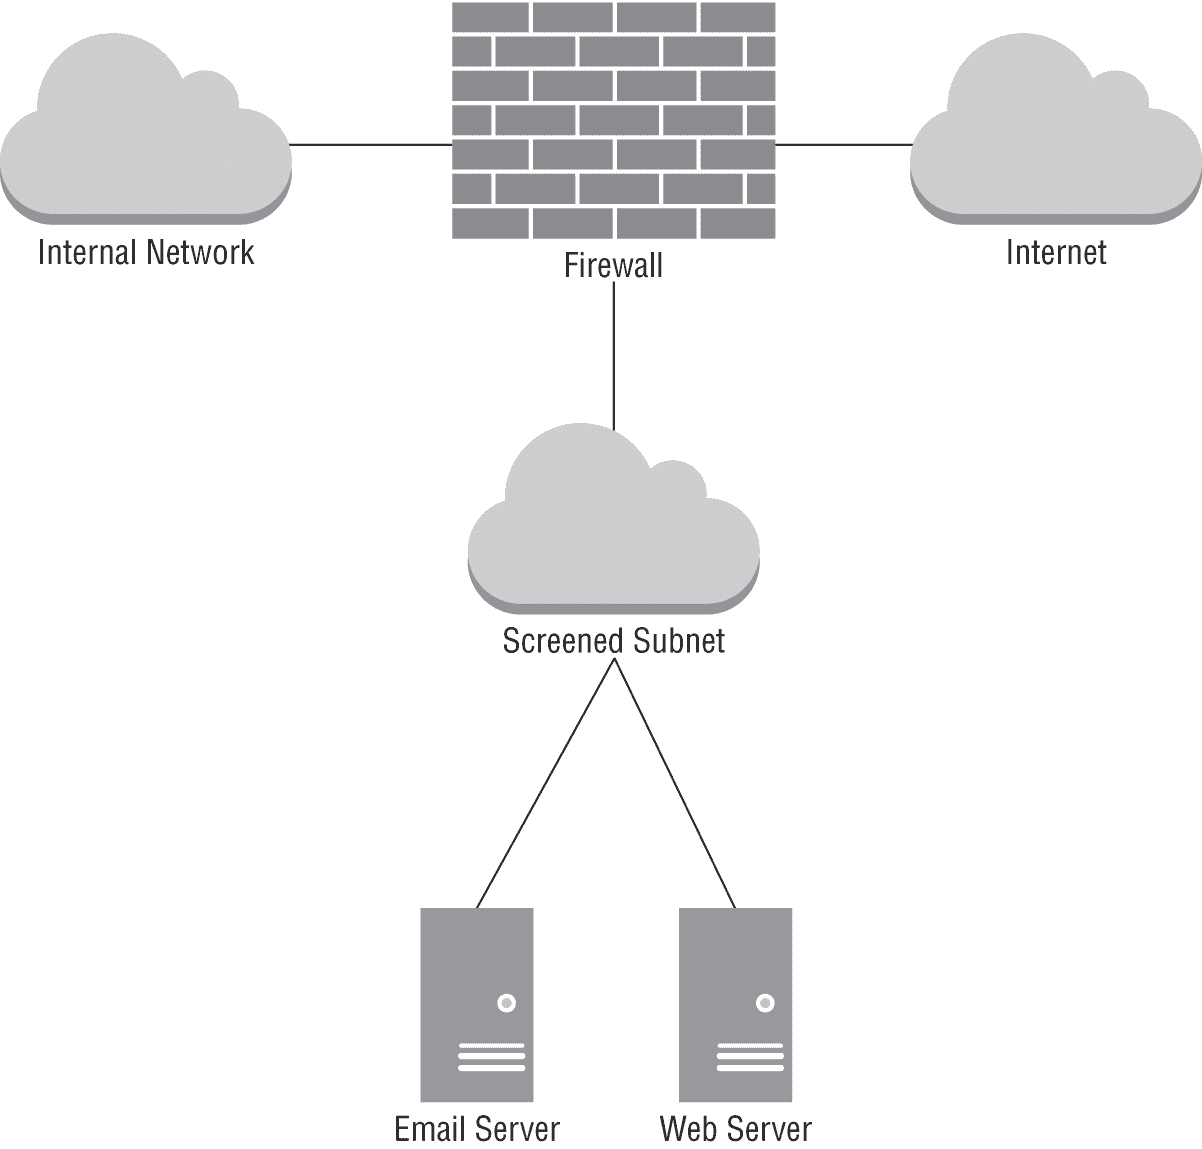 Internal Network
Firewall
Internet
Screened Subnet
Email Server
Web Server